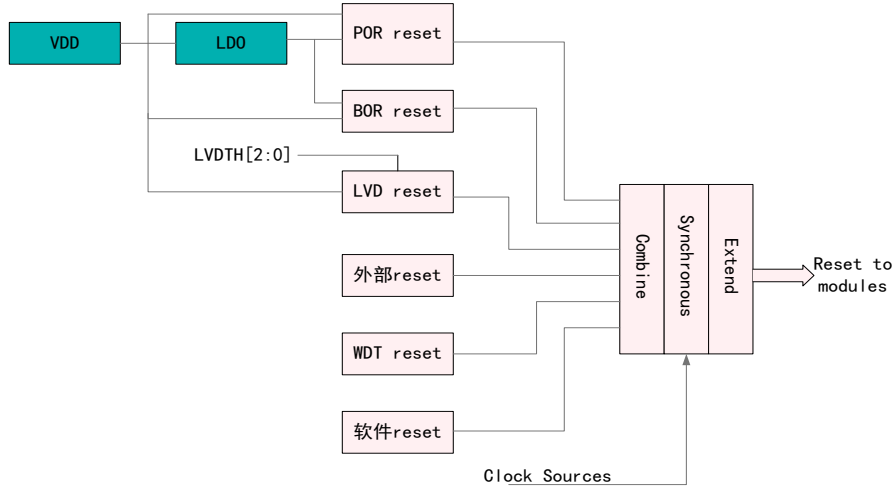 VDD
LDO
POR reset
BOR reset
LVDTH[2:0]
LVD reset
外部reset
WDT reset
软件reset
Combine
Synchronous
Extend
Reset to
modules
Clock Sources